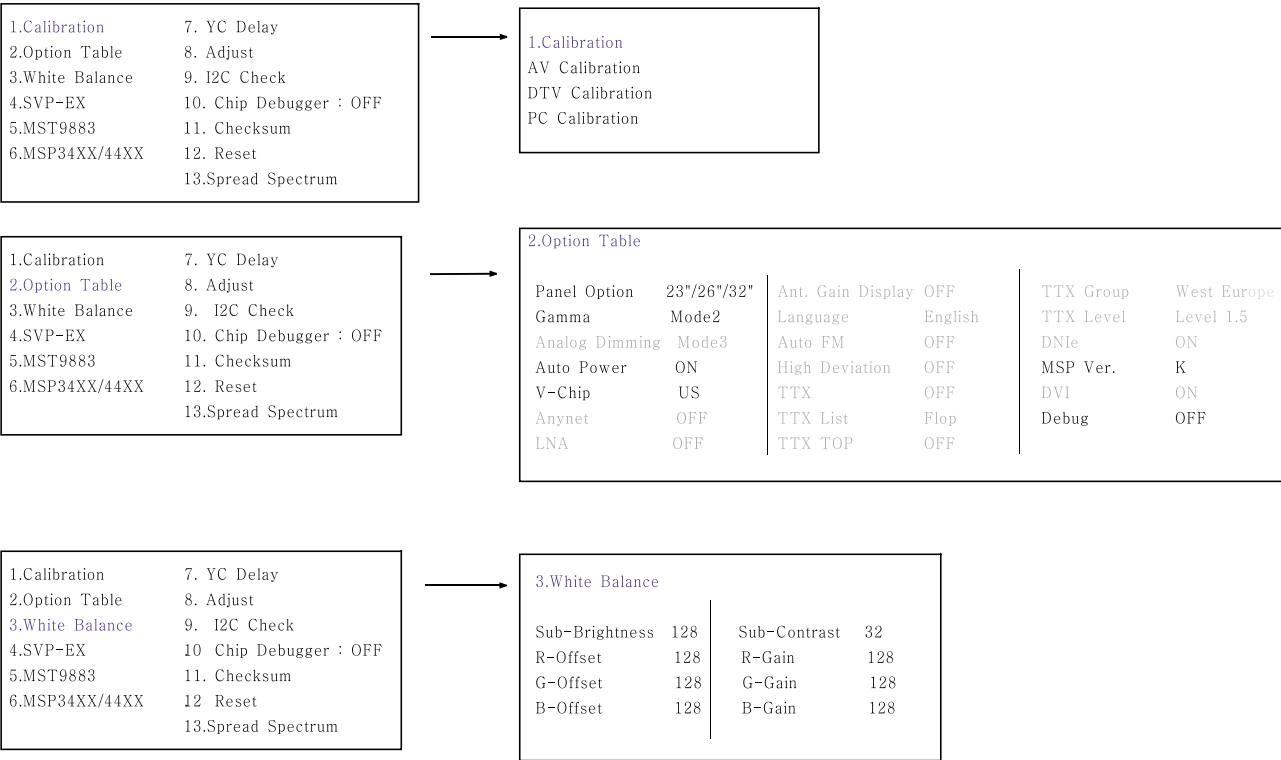 1.Calibration 7. YC Delay
2.Option Table 8. Adjust
3.White Balance 9. I2C Check
4.SVP-EX 10. Chip Debugger : OFF
5.MST9883 11. Checksum
6.MSP34XX/44XX 12. Reset
13.Spread Spectrum
1.Calibration
AV Calibration
DTV Calibration
PC Calibration
1.Calibration 7. YC Delay
2.Option Table 8. Adjust
3.White Balance 9. I2C Check
4.SVP-EX 10. Chip Debugger : OFF
5.MST9883 11. Checksum
6.MSP34XX/44XX 12. Reset
13.Spread Spectrum
2.Option Table
Panel Option 23"/26"/32" Ant. Gain Display OFF TTX Group West Europe
Gamma Mode2 Language English TTX Level Level 1.5
Analog Dimming Mode3 Auto FM OFF DNIe ON
Auto Power ON High Deviation OFF MSP Ver. K
V-Chip US TTX OFF DVI ON
Anynet OFF TTX List Flop Debug OFF
LNA OFF TTX TOP OFF
1.Calibration 7. YC Delay
2.Option Table 8. Adjust
3.White Balance 9. I2C Check
4.SVP-EX 10 Chip Debugger : OFF
5.MST9883 11. Checksum
6.MSP34XX/44XX 12 Reset
13.Spread Spectrum
3.White Balance
Sub-Brightness 128 Sub-Contrast 32
R-Offset 128 R-Gain 128
G-Offset 128 G-Gain 128
B-Offset 128 B-Gain 128